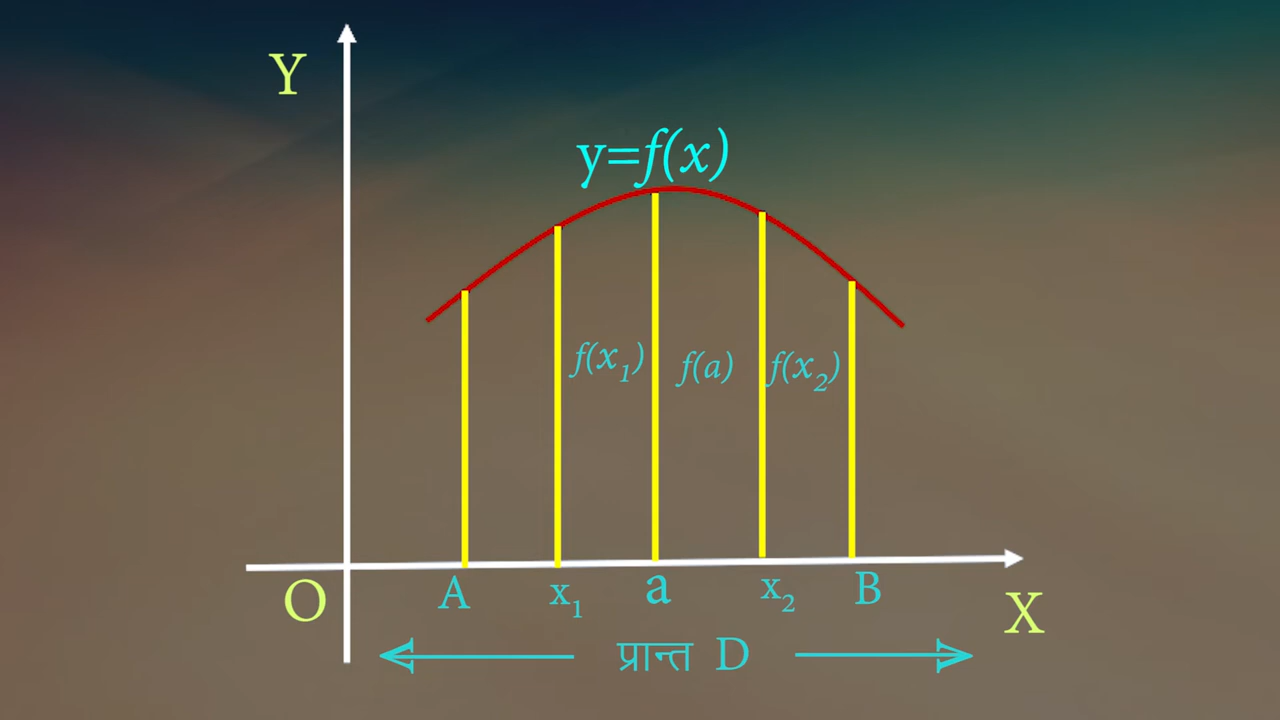 Y
y=f(x)
f(x₁) f(a) f(x₂)
O A x₁ a x₂ B X
प्रान्त D